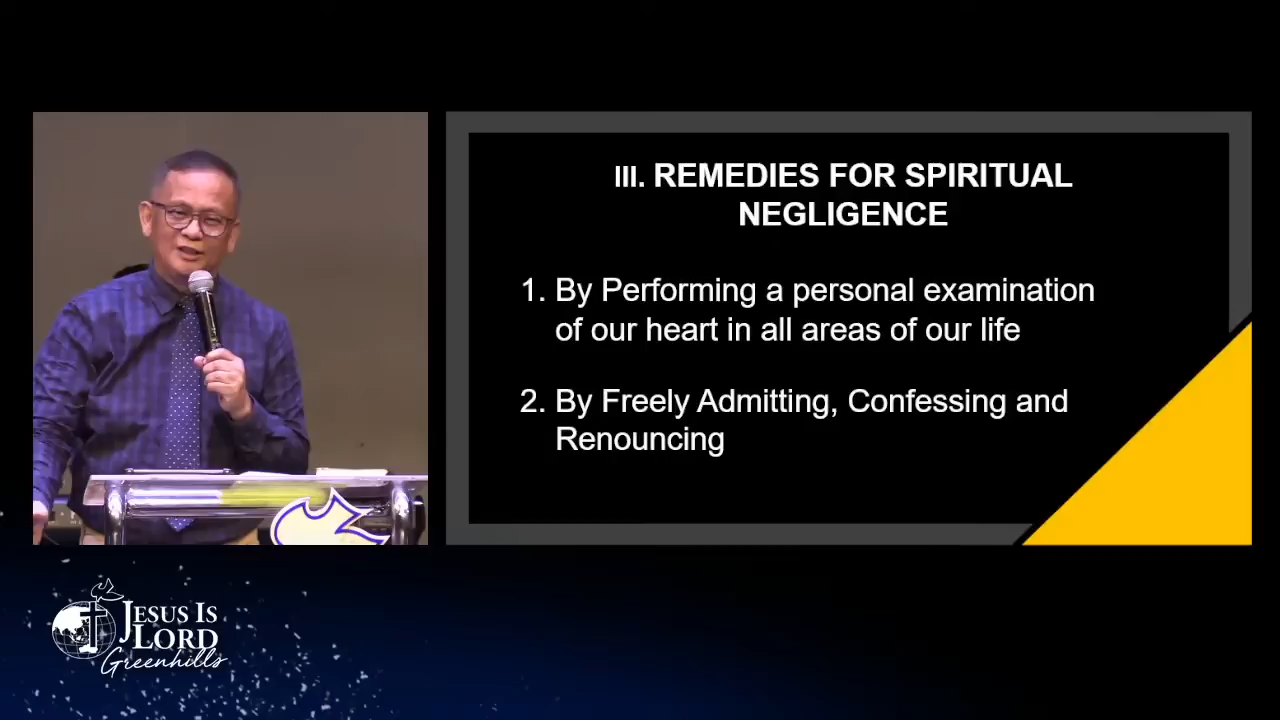 III. REMEDIES FOR SPIRITUAL
NEGLIGENCE
1. By Performing a personal examination
of our heart in all areas of our life
2. By Freely Admitting, Confessing and
Renouncing
JESUS IS
LORD
Greenhills